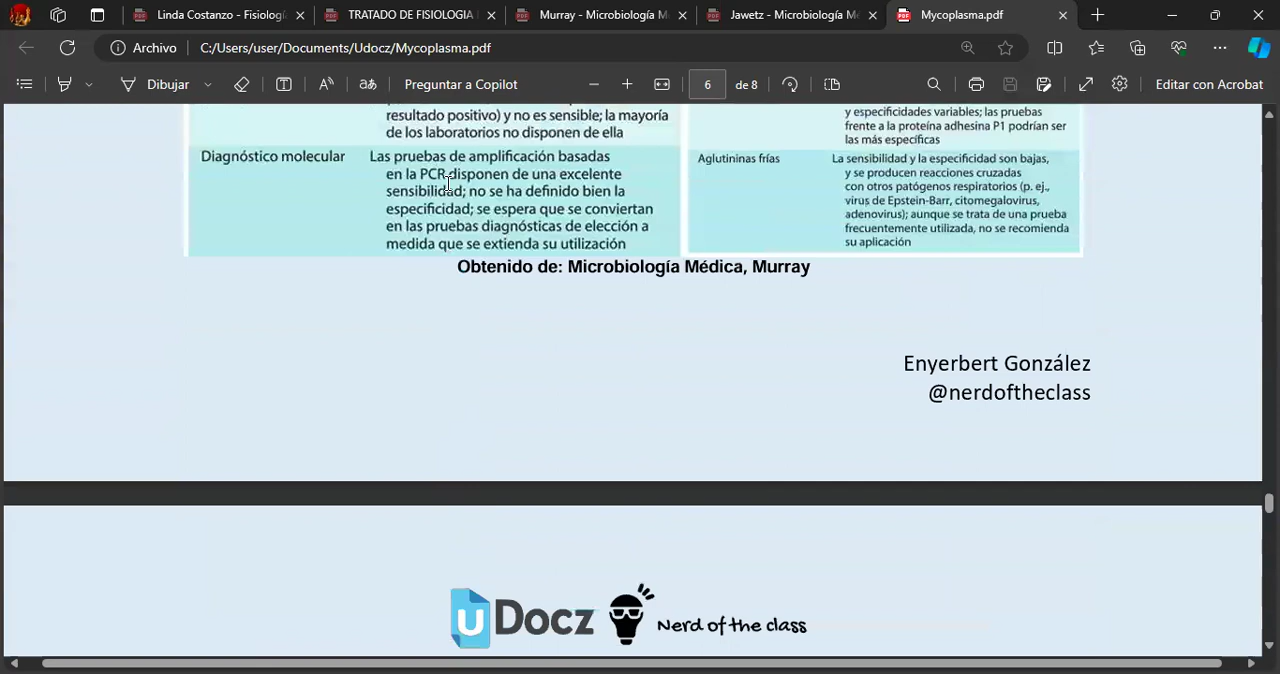 Linda Costanzo - Fisiologí
TRATADO DE FISIOLOGIA
Murray - Microbiología M
Jawetz - Microbiología Mé
Mycoplasma.pdf
Archivo
C:/Users/user/Documents/Udocz/Mycoplasma.pdf
Dibujar
aあ
Preguntar a Copilot
6
de 8
Editar con Acrobat
resultado positivo) y no es sensible; la mayoría
de los laboratorios no disponen de ella
y especificidades variables; las pruebas
frente a la proteína adhesina P1 podrían ser
las más específicas
Diagnóstico molecular
Las pruebas de amplificación basadas
en la PCR disponen de una excelente
sensibilidad; no se ha definido bien la
especificidad; se espera que se conviertan
en las pruebas diagnósticas de elección a
medida que se extienda su utilización
Aglutininas frías
La sensibilidad y la especificidad son bajas,
y se producen reacciones cruzadas
con otros patógenos respiratorios (p. ej.,
virus de Epstein-Barr, citomegalovirus,
adenovirus); aunque se trata de una prueba
frecuentemente utilizada, no se recomienda
su aplicación
Obtenido de: Microbiología Médica, Murray
Enyerbert González
@nerdoftheclass
uDocz
Nerd of the class